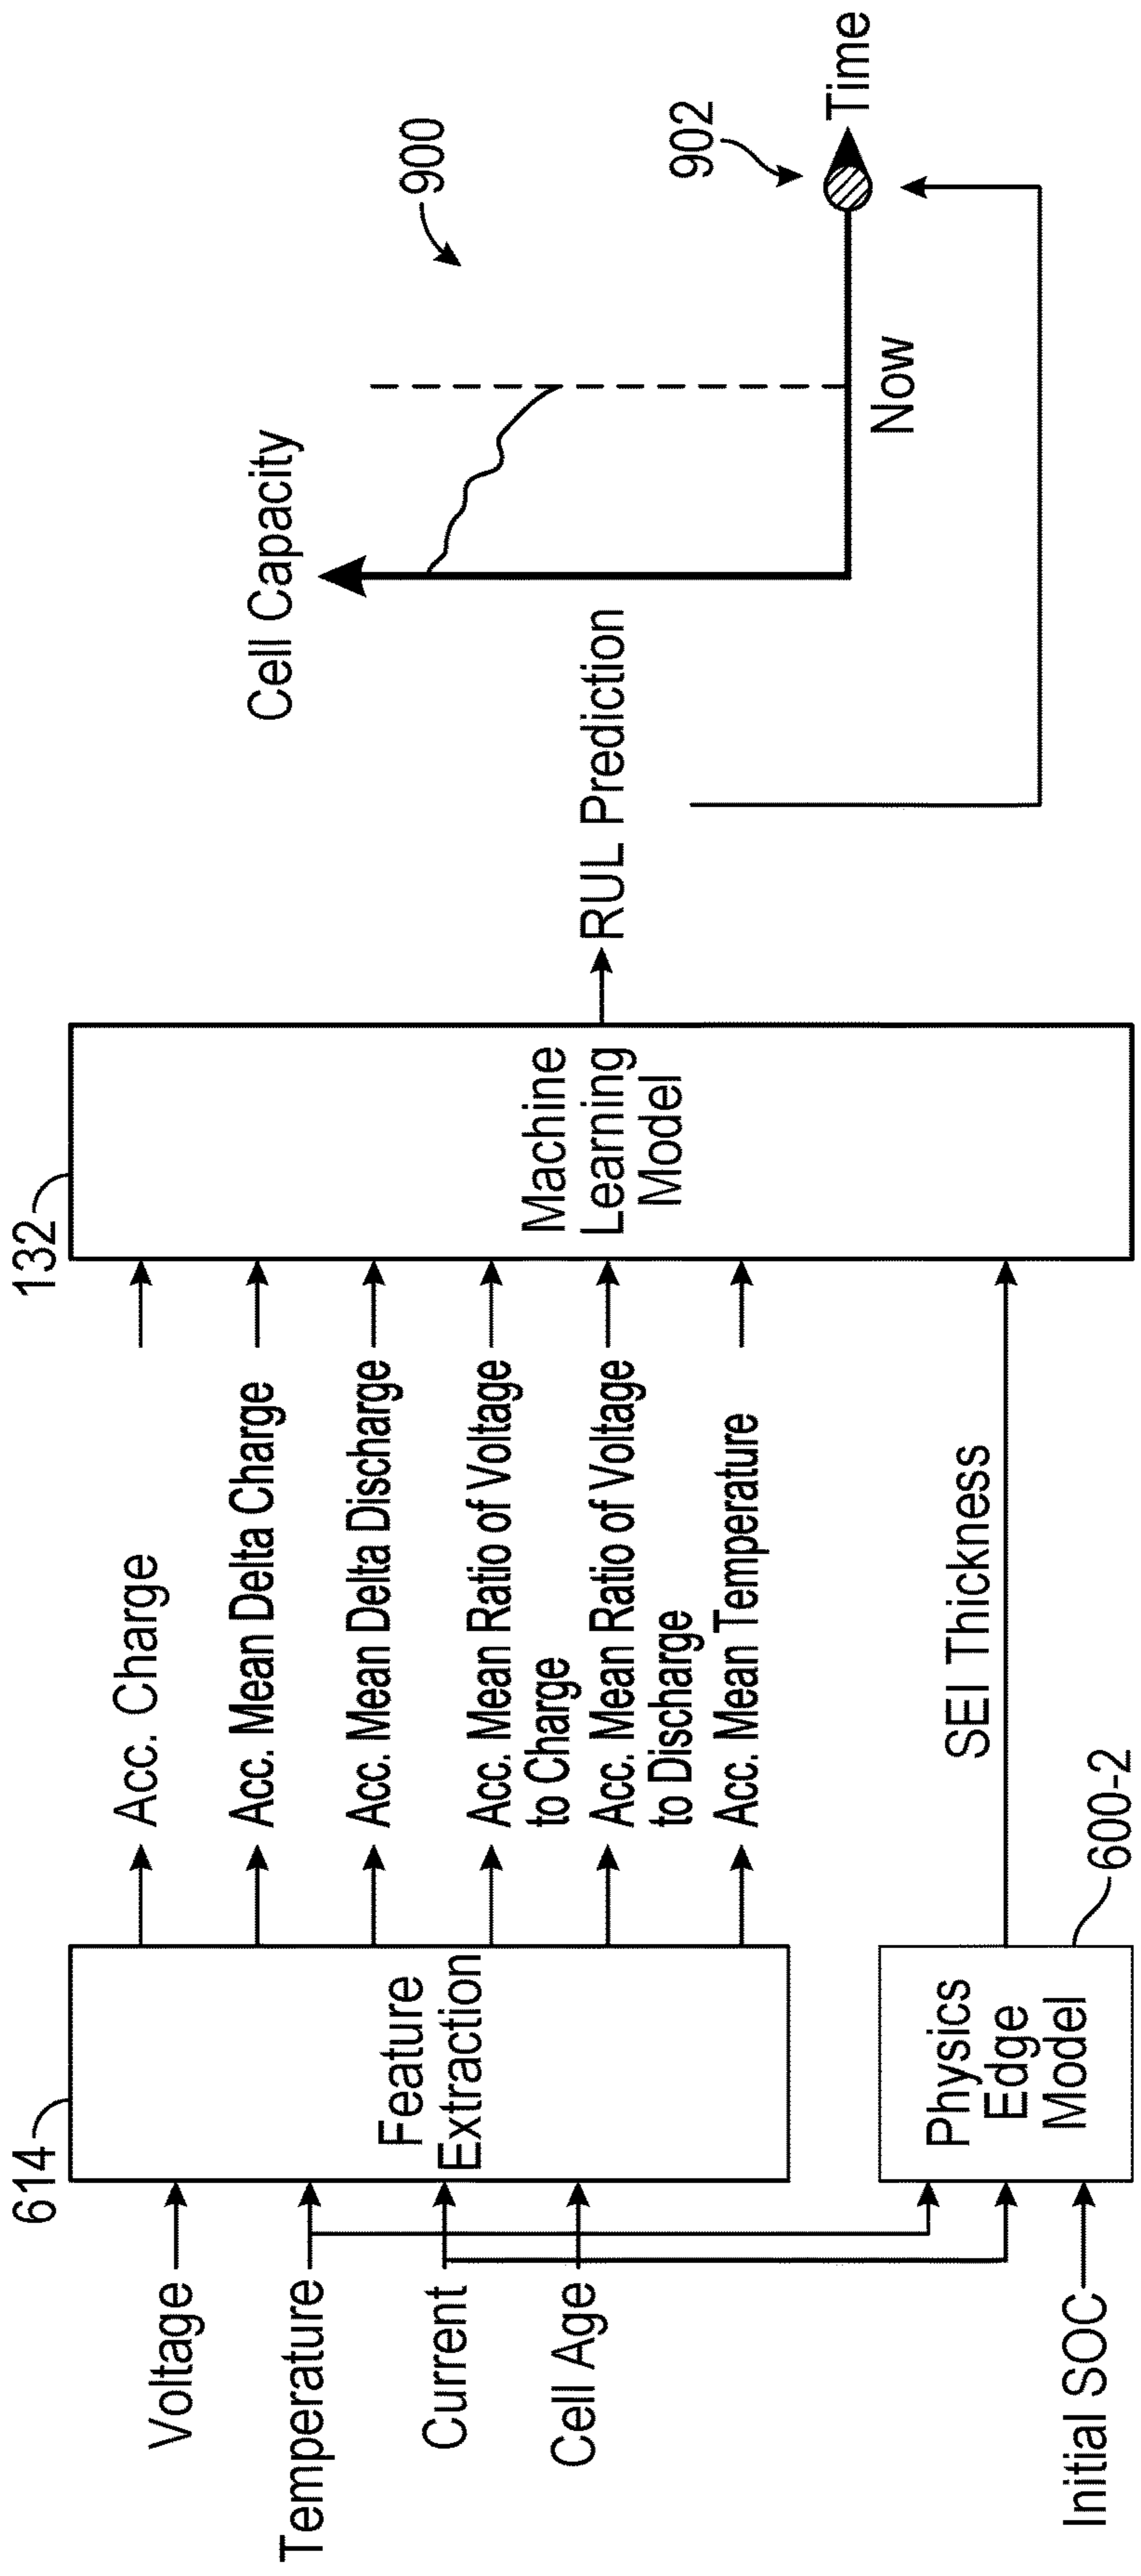 Voltage
Temperature
Current
Cell Age
Initial SOC
614
Feature
Extraction
Physics
Edge
Model
600-2
Acc. Charge
Acc. Mean Delta Charge
Acc. Mean Delta Discharge
Acc. Mean Ratio of Voltage
to Charge
Acc. Mean Ratio of Voltage
to Discharge
Acc. Mean Temperature
SEI Thickness
132
Machine
Learning
Model
RUL Prediction
Cell Capacity
900
902
Now
Time